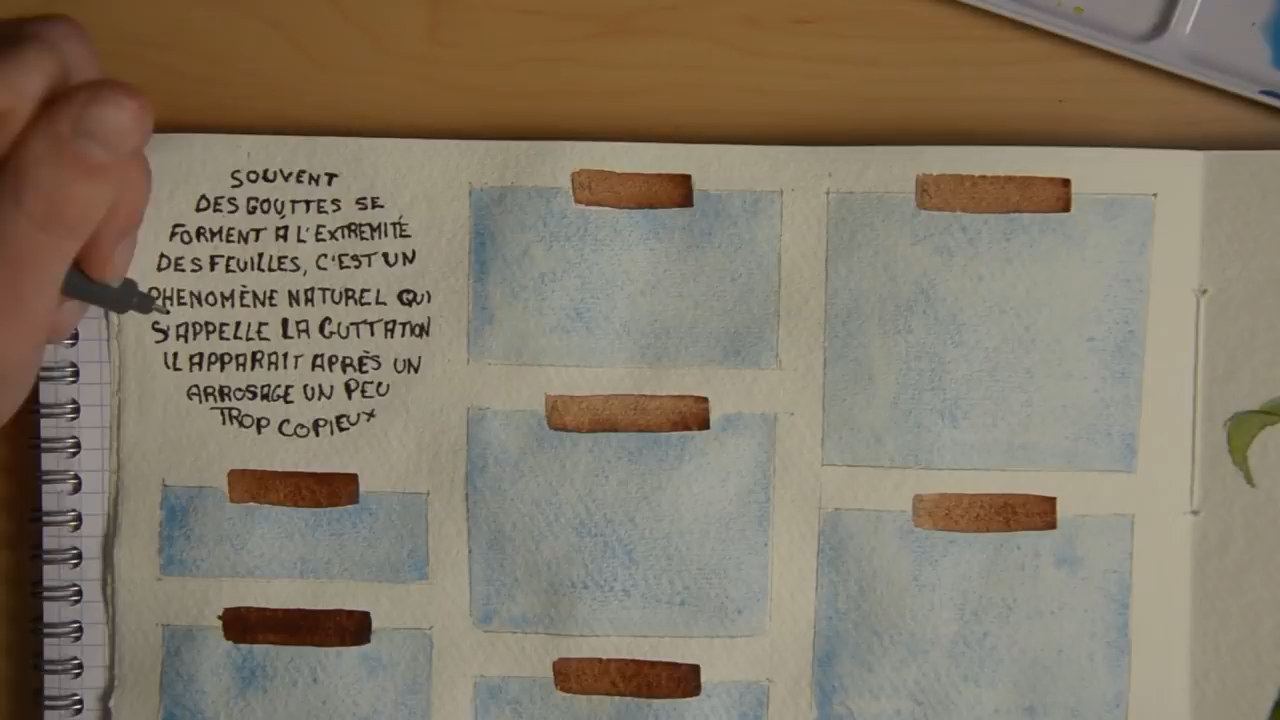 SOUVENT
DES GOUTTES SE
FORMENT À L'EXTREMITÉ
DES FEUILLES, C'EST UN
PHENOMÈNE NATUREL QUI
S'APPELLE LA GUTTATION
IL APPARAIT APRÈS UN
ARROSAGE UN PEU
TROP COPIEUX